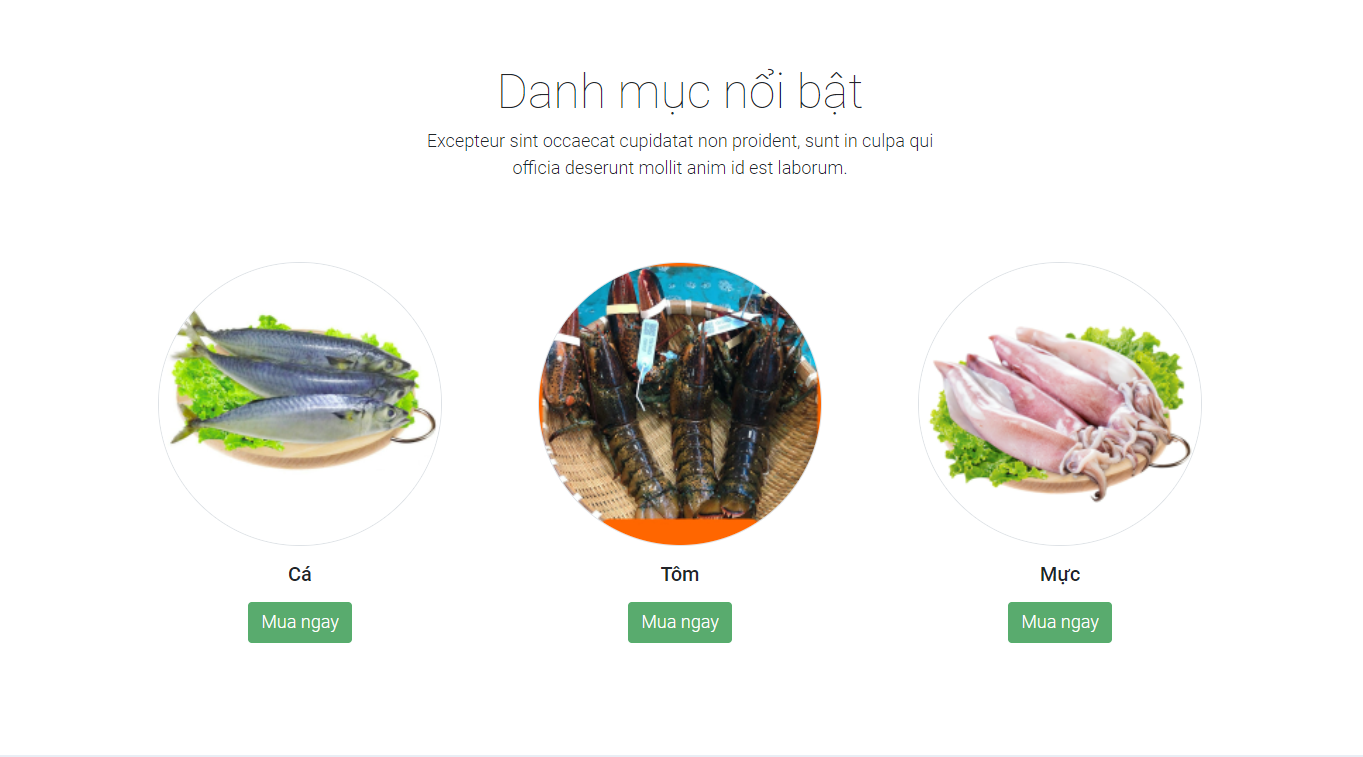 Danh mục nổi bật
Excepteur sint occaecat cupidatat non proident, sunt in culpa qui
officia deserunt mollit anim id est laborum.
Cá
Tôm
Mực
Mua ngay
Mua ngay
Mua ngay